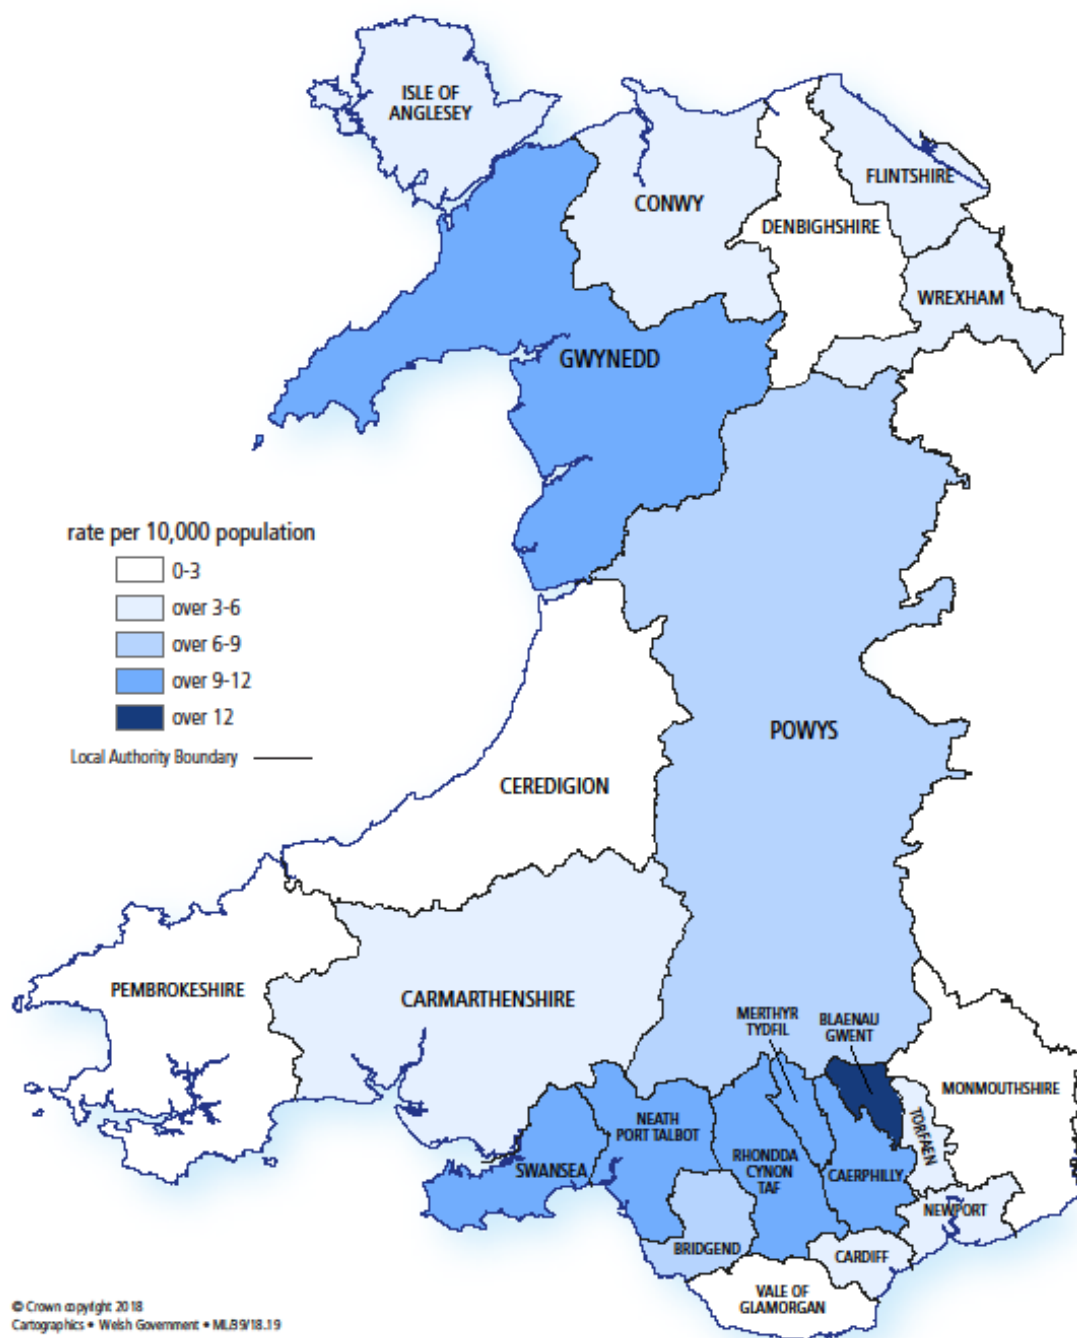 ISLE OF
ANGLESEY
FLINTSHIRE
CONWY
DENBIGHSHIRE
WREXHAM
GWYNEDD
rate per 10,000 population
0-3
over 3-6
over 6-9
over 9-12
over 12
Local Authority Boundary
POWYS
CEREDIGION
PEMBROKESHIRE
CARMARTHENSHIRE
MERTHYR
TYDFIL
BLAENAU
GWENT
MONMOUTHSHIRE
TORFAEN
NEATH
PORT TALBOT
SWANSEA
RHONDDA
CYNON
TAF
CAERPHILLY
NEWPORT
BRIDGEND
CARDIFF
VALE OF
GLAMORGAN
© Crown copyright 2018
Cartographics • Welsh Government • ML/39/18.19